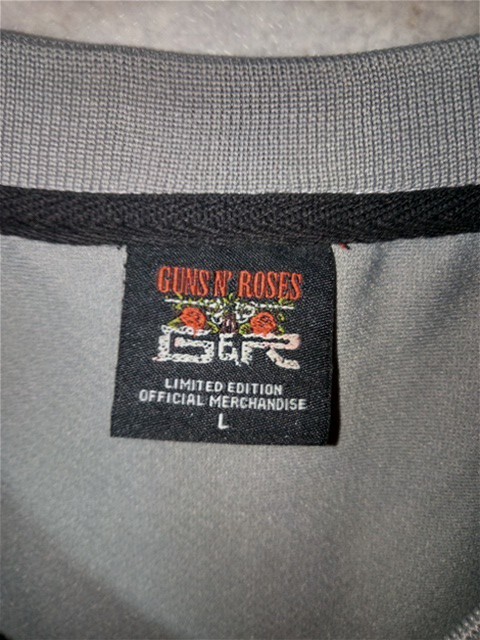 GUNS N' ROSES
G&R
LIMITED EDITION
OFFICIAL MERCHANDISE
L